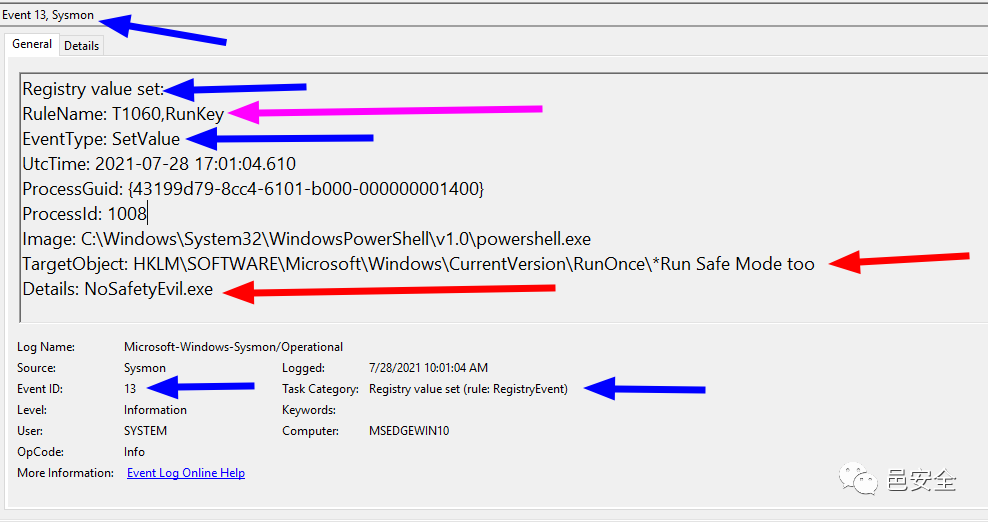 Event 13, Sysmon
General Details
Registry value set:
RuleName: T1060,RunKey
EventType: SetValue
UtcTime: 2021-07-28 17:01:04.610
ProcessGuid: {43199d79-8cc4-6101-b000-000000001400}
ProcessId: 1008
Image: C:\Windows\System32\WindowsPowerShell\v1.0\powershell.exe
TargetObject: HKLM\SOFTWARE\Microsoft\Windows\CurrentVersion\RunOnce\*Run Safe Mode too
Details: NoSafetyEvil.exe
Log Name: Microsoft-Windows-Sysmon/Operational
Source: Sysmon Logged: 7/28/2021 10:01:04 AM
Event ID: 13 Task Category: Registry value set (rule: RegistryEvent)
Level: Information Keywords:
User: SYSTEM Computer: MSEDGEWIN10
OpCode: Info
More Information: Event Log Online Help
邑安全